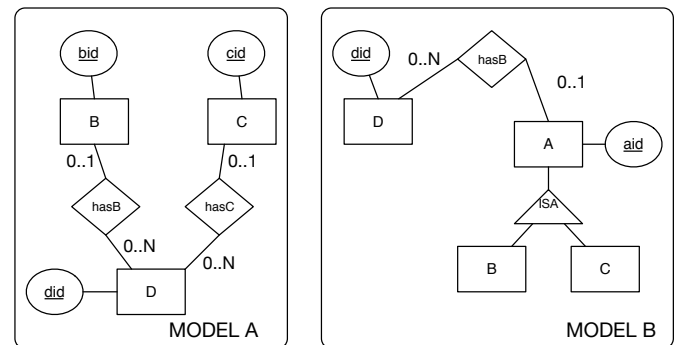 bid
cid
B
C
0..1
0..1
hasB
hasC
0..N
0..N
did
D
MODEL A
did
0..N
hasB
D
0..1
A
aid
ISA
B
C
MODEL B